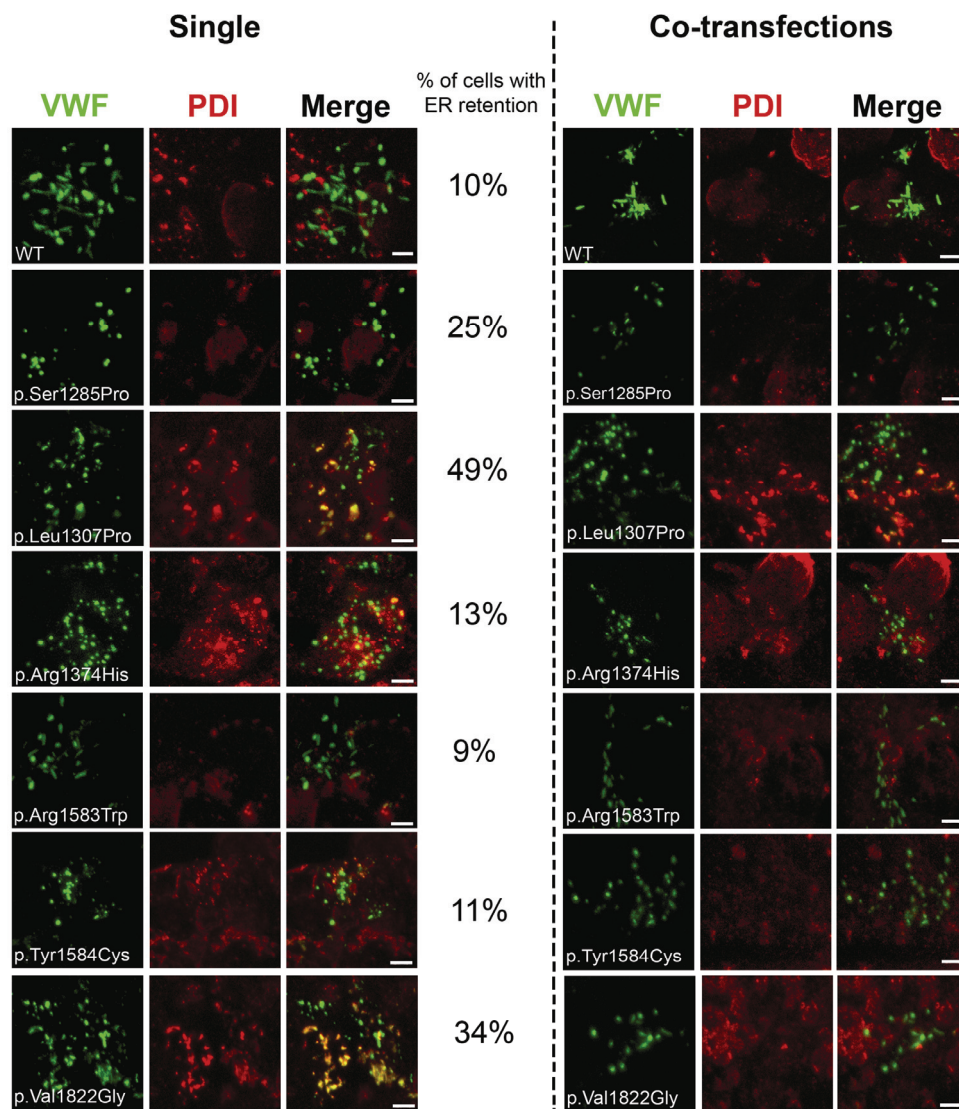 Single
Co-transfections
% of cells with
ER retention
VWF PDI Merge
VWF PDI Merge
WT
10%
WT
p.Ser1285Pro
25%
p.Ser1285Pro
p.Leu1307Pro
49%
p.Leu1307Pro
p.Arg1374His
13%
p.Arg1374His
p.Arg1583Trp
9%
p.Arg1583Trp
p.Tyr1584Cys
11%
p.Tyr1584Cys
p.Val1822Gly
34%
p.Val1822Gly